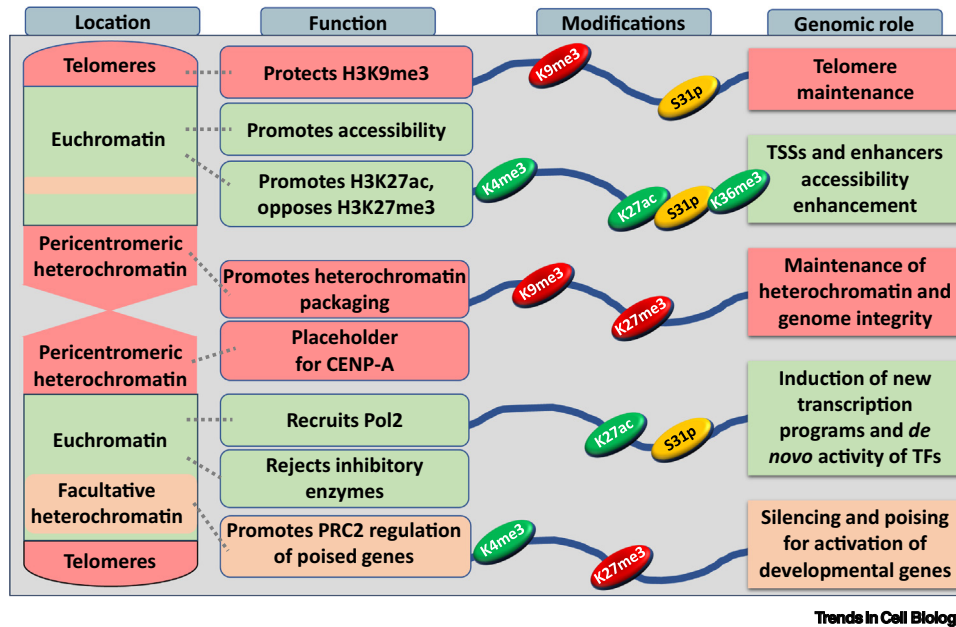 Location
Function
Modifications
Genomic role
Telomeres
Protects H3K9me3
K9me3
S31p
Telomere
maintenance
Euchromatin
Promotes accessibility
Promotes H3K27ac,
opposes H3K27me3
K4me3
K27ac
S31p
K36me3
TSSs and enhancers
accessibility
enhancement
Pericentromeric
heterochromatin
Promotes heterochromatin
packaging
K9me3
K27me3
Maintenance of
heterochromatin and
genome integrity
Pericentromeric
heterochromatin
Placeholder
for CENP-A
Euchromatin
Recruits Pol2
K27ac
S31p
Induction of new
transcription
programs and de
novo activity of TFs
Rejects inhibitory
enzymes
Facultative
heterochromatin
Promotes PRC2 regulation
of poised genes
K4me3
K27me3
Silencing and poising
for activation of
developmental genes
Telomeres
Trends in Cell Biolog